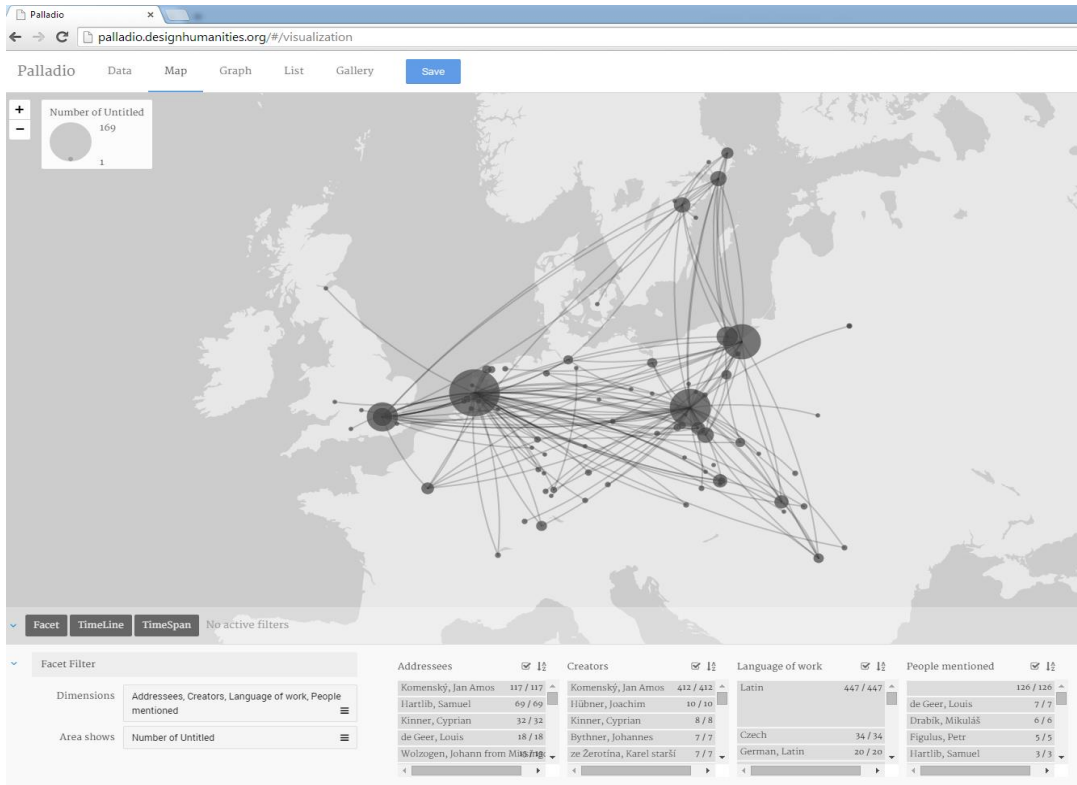 Palladio
palladio.designhumanities.org/#/visualization
Palladio Data Map Graph List Gallery Save
+
−
Number of Untitled
169
1
Facet TimeLine TimeSpan No active filters
Facet Filter
Dimensions Addressees, Creators, Language of work, People
mentioned
Area shows Number of Untitled
Addressees
Komenský, Jan Amos 117 / 117
Hartlib, Samuel 69 / 69
Kinner, Cyprian 32 / 32
de Geer, Louis 18 / 18
Wolzogen, Johann from
Creators
Komenský, Jan Amos 412 / 412
Hübner, Joachim 10 / 10
Kinner, Cyprian 8 / 8
Bythner, Johannes 7 / 7
ze Žerotína, Karel starší 7 / 7
Language of work
Latin 447 / 447
Czech 34 / 34
German, Latin 20 / 20
People mentioned
126 / 126
de Geer, Louis 7 / 7
Drabík, Mikuláš 6 / 6
Figulus, Petr 5 / 5
Hartlib, Samuel 3 / 3